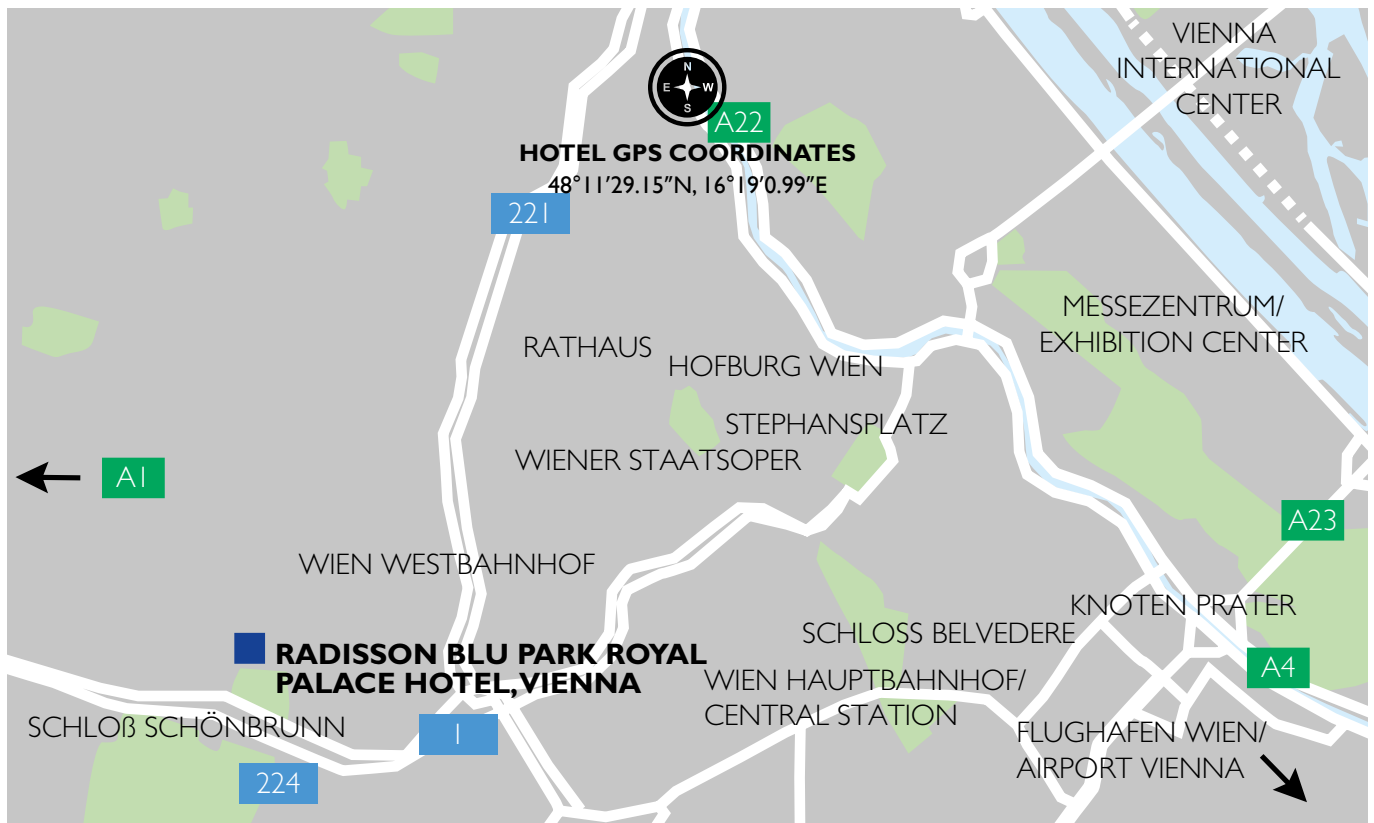 VIENNA
INTERNATIONAL
CENTER
N
E W
S
A22
HOTEL GPS COORDINATES
48°11'29.15"N, 16°19'0.99"E
221
MESSEZENTRUM/
EXHIBITION CENTER
RATHAUS
HOFBURG WIEN
STEPHANSPLATZ
WIENER STAATSOPER
A1
A23
WIEN WESTBAHNHOF
KNOTEN PRATER
SCHLOSS BELVEDERE
RADISSON BLU PARK ROYAL
PALACE HOTEL, VIENNA
A4
WIEN HAUPTBAHNHOF/
CENTRAL STATION
SCHLOß SCHÖNBRUNN
1
FLUGHAFEN WIEN/
AIRPORT VIENNA
224